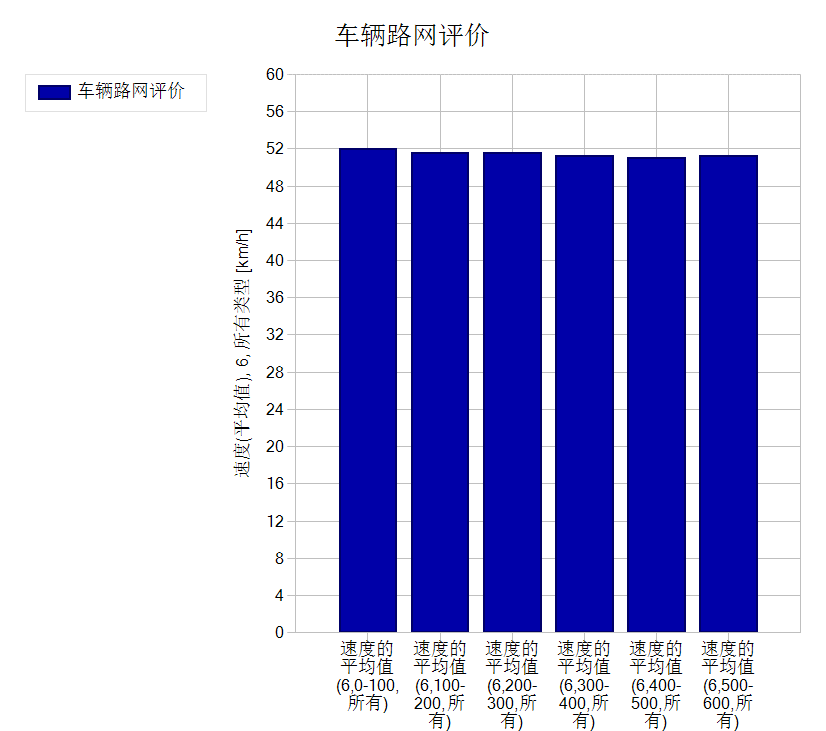 车辆路网评价
车辆路网评价
速度(平均值), 6, 所有类型 [km/h]
60
56
52
48
44
40
36
32
28
24
20
16
12
8
4
0
速度的
平均值
(6,0-100,
所有)
速度的
平均值
(6,100-
200,所
有)
速度的
平均值
(6,200-
300,所
有)
速度的
平均值
(6,300-
400,所
有)
速度的
平均值
(6,400-
500,所
有)
速度的
平均值
(6,500-
600,所
有)